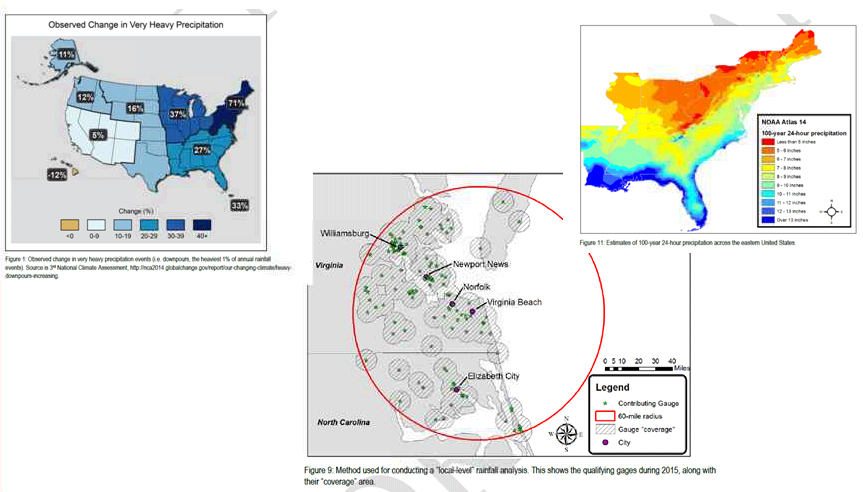 Observed Change in Very Heavy Precipitation
11%
12%
16%
5%
37%
71%
27%
-12%
33%
Change (%)
<0 0-9 10-19 20-29 30-39 40+
Figure 1: Observed change in very heavy precipitation events (i.e. downpours, the heaviest 1% of annual rainfall
events). Source is 3rd National Climate Assessment, http://nca2014.globalchange.gov/report/our-changing-climate/heavy-
downpours-increasing.
NOAA Atlas 14
100-year 24-hour precipitation
Less than 5 inches
5 - 6 inches
6 - 7 inches
7 - 8 inches
8 - 9 inches
9 - 10 inches
10 - 11 inches
11 - 12 inches
12 - 13 inches
Over 13 inches
Figure 11: Estimates of 100-year 24-hour precipitation across the eastern United States.
Williamsburg
Virginia
Newport News
Norfolk
Virginia Beach
Elizabeth City
North Carolina
0 5 10 20 30 40
Miles
Legend
Contributing Gauge
60-mile radius
Gauge "coverage"
City
N
W E
S
Figure 9: Method used for conducting a "local-level" rainfall analysis. This shows the qualifying gages during 2015, along with
their "coverage" area.